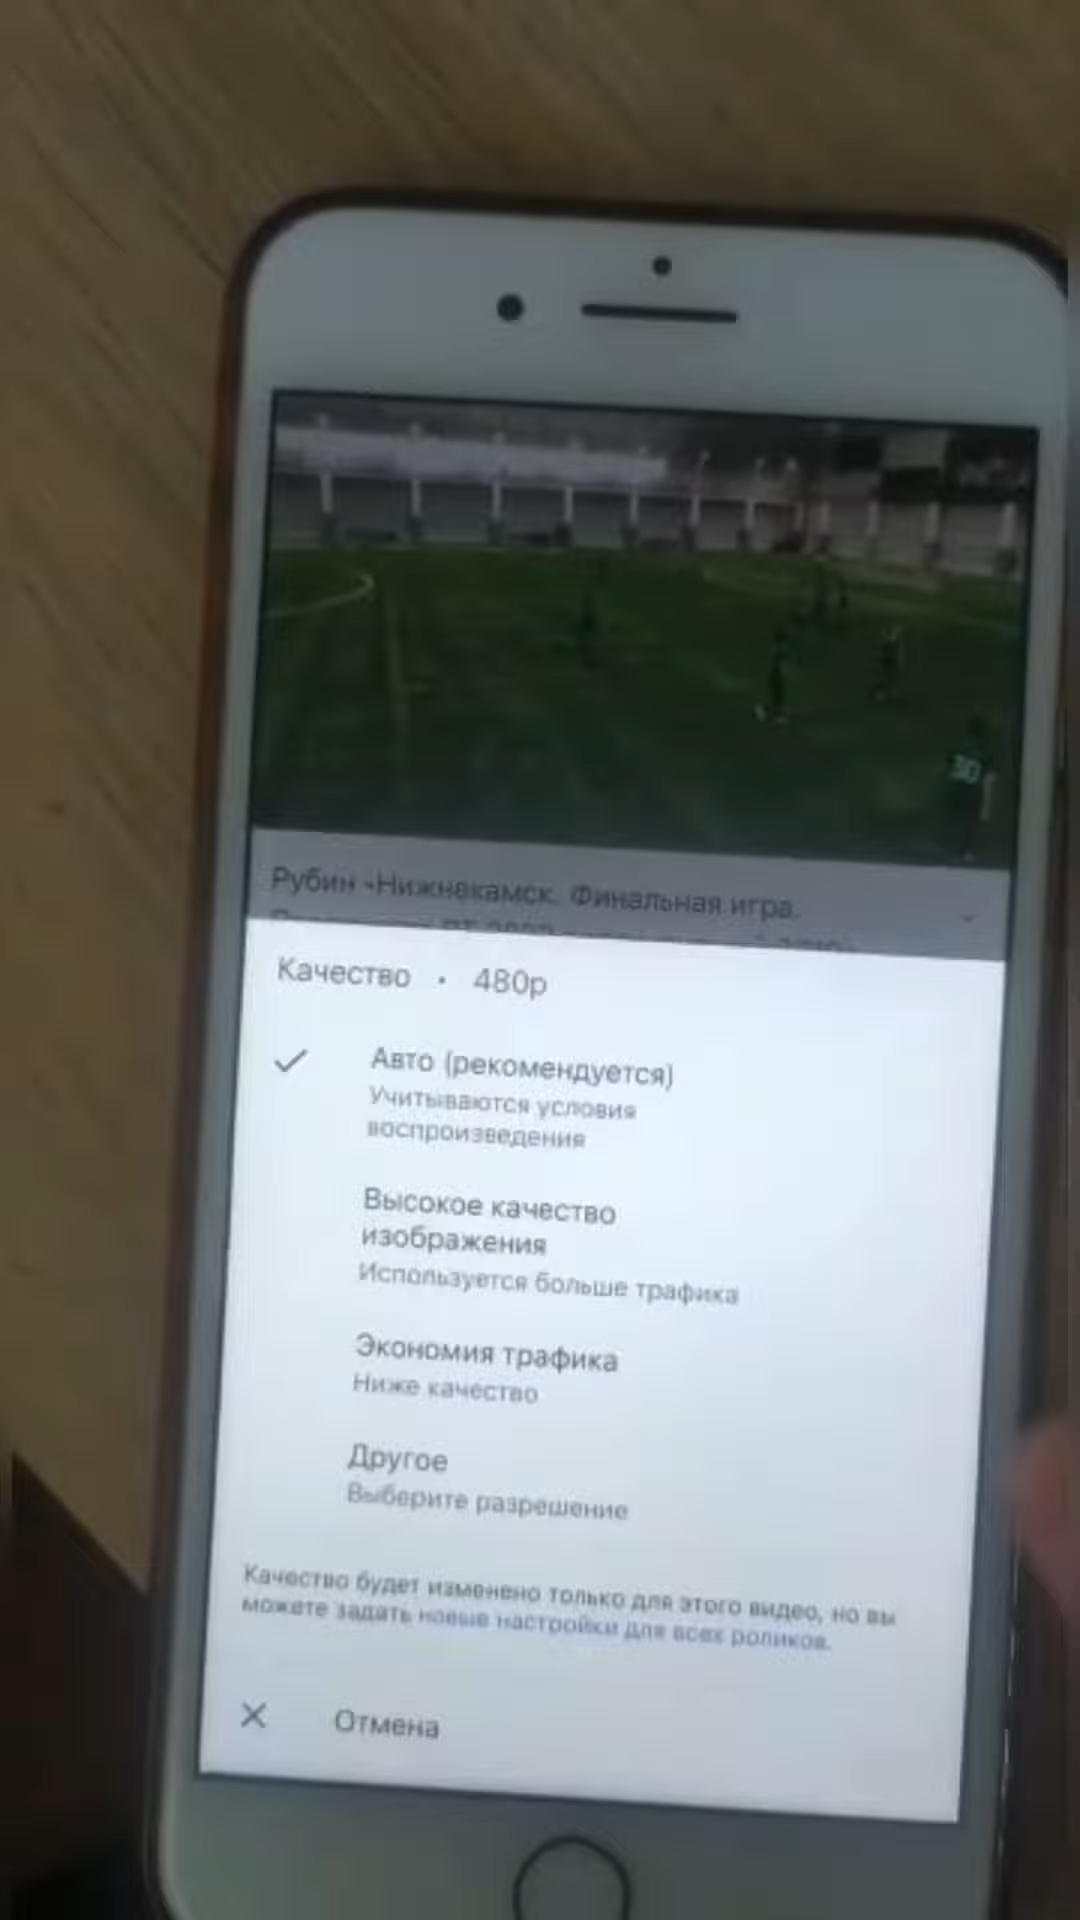 30
Рубин -Нижнекамск. Финальная игра.
Качество • 480p
Авто (рекомендуется)
Учитываются условия
воспроизведения
Высокое качество
изображения
Используется больше трафика
Экономия трафика
Ниже качество
Другое
Выберите разрешение
Качество будет изменено только для этого видео, но вы
можете задать новые настройки для всех роликов.
Отмена